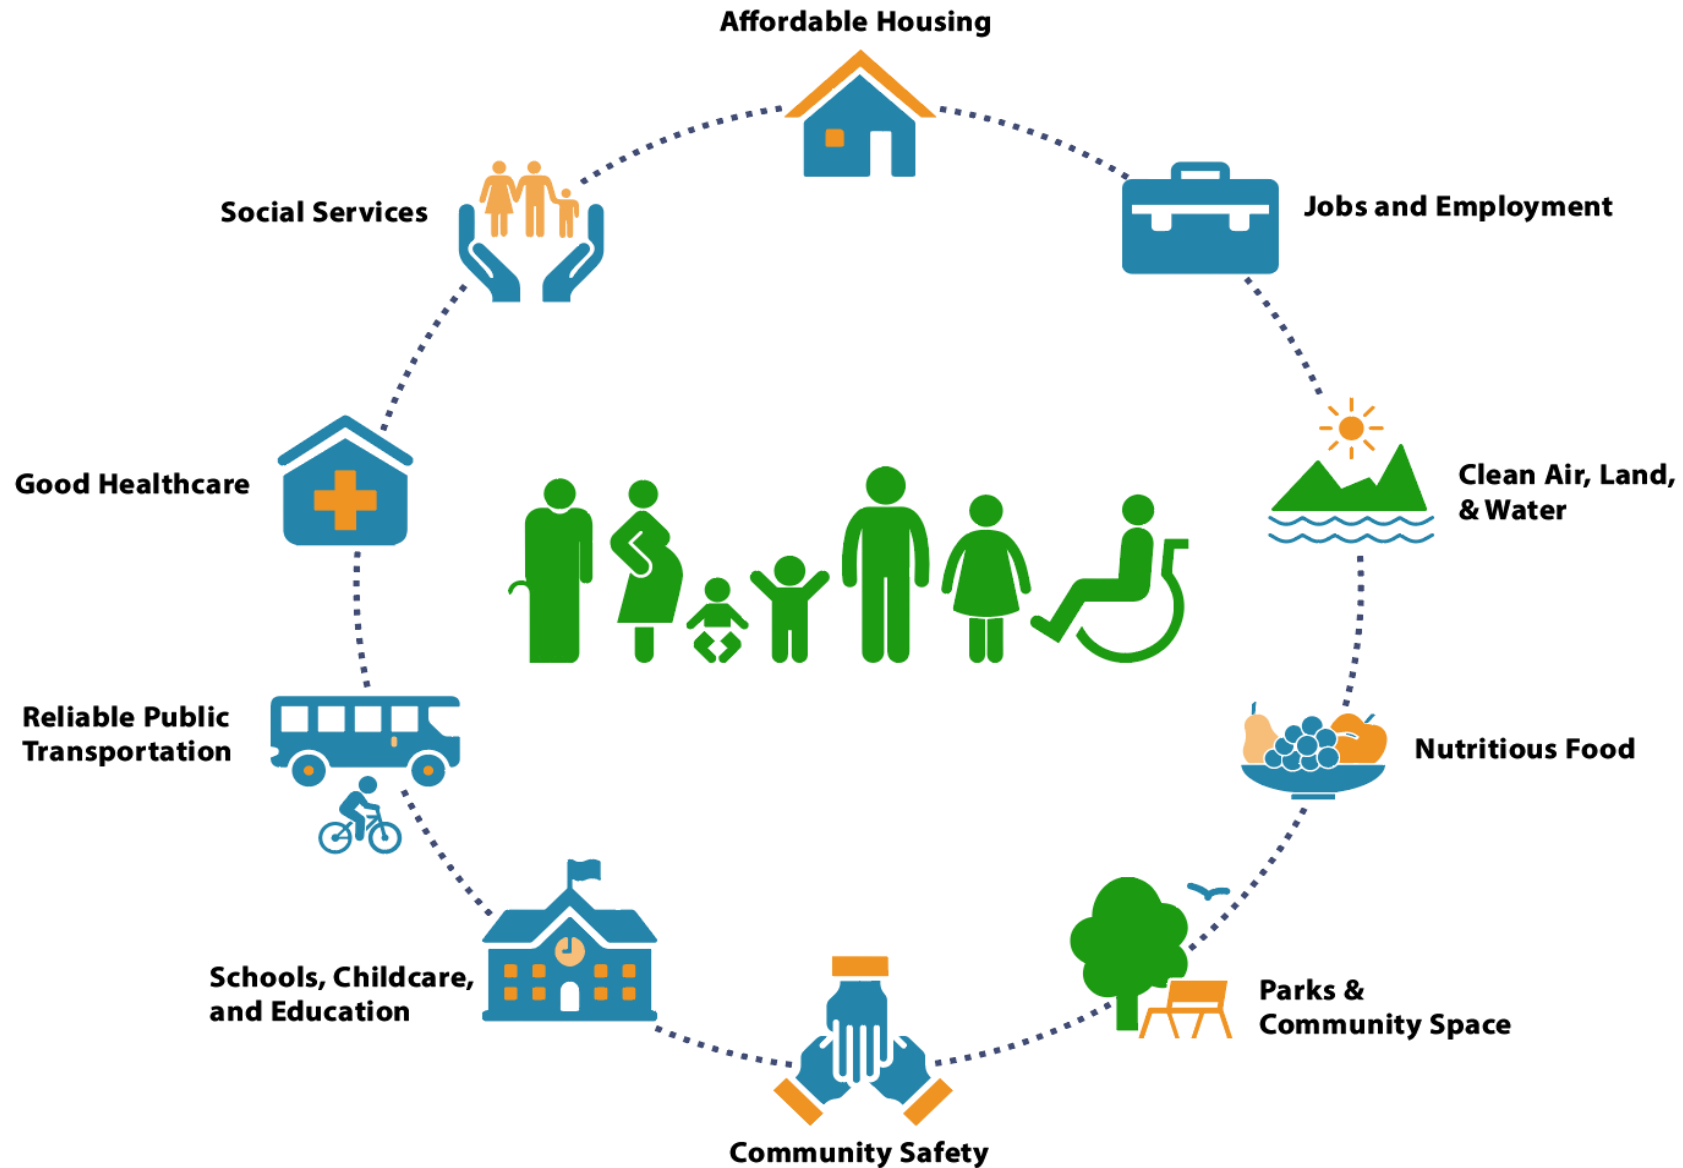 Affordable Housing
Jobs and Employment
Social Services
Clean Air, Land,
& Water
Good Healthcare
Reliable Public
Transportation
Nutritious Food
Schools, Childcare,
and Education
Parks &
Community Space
Community Safety